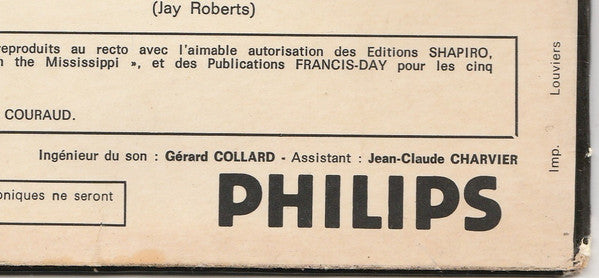 (Jay Roberts)
reproduits au recto avec l'aimable autorisation des Editions SHAPIRO,
the Mississippi », et des Publications FRANCIS-DAY pour les cinq
COURAUD.
Ingénieur du son : Gérard COLLARD - Assistant : Jean-Claude CHARVIER
ne seront
PHILIPS
Imp. Louviers